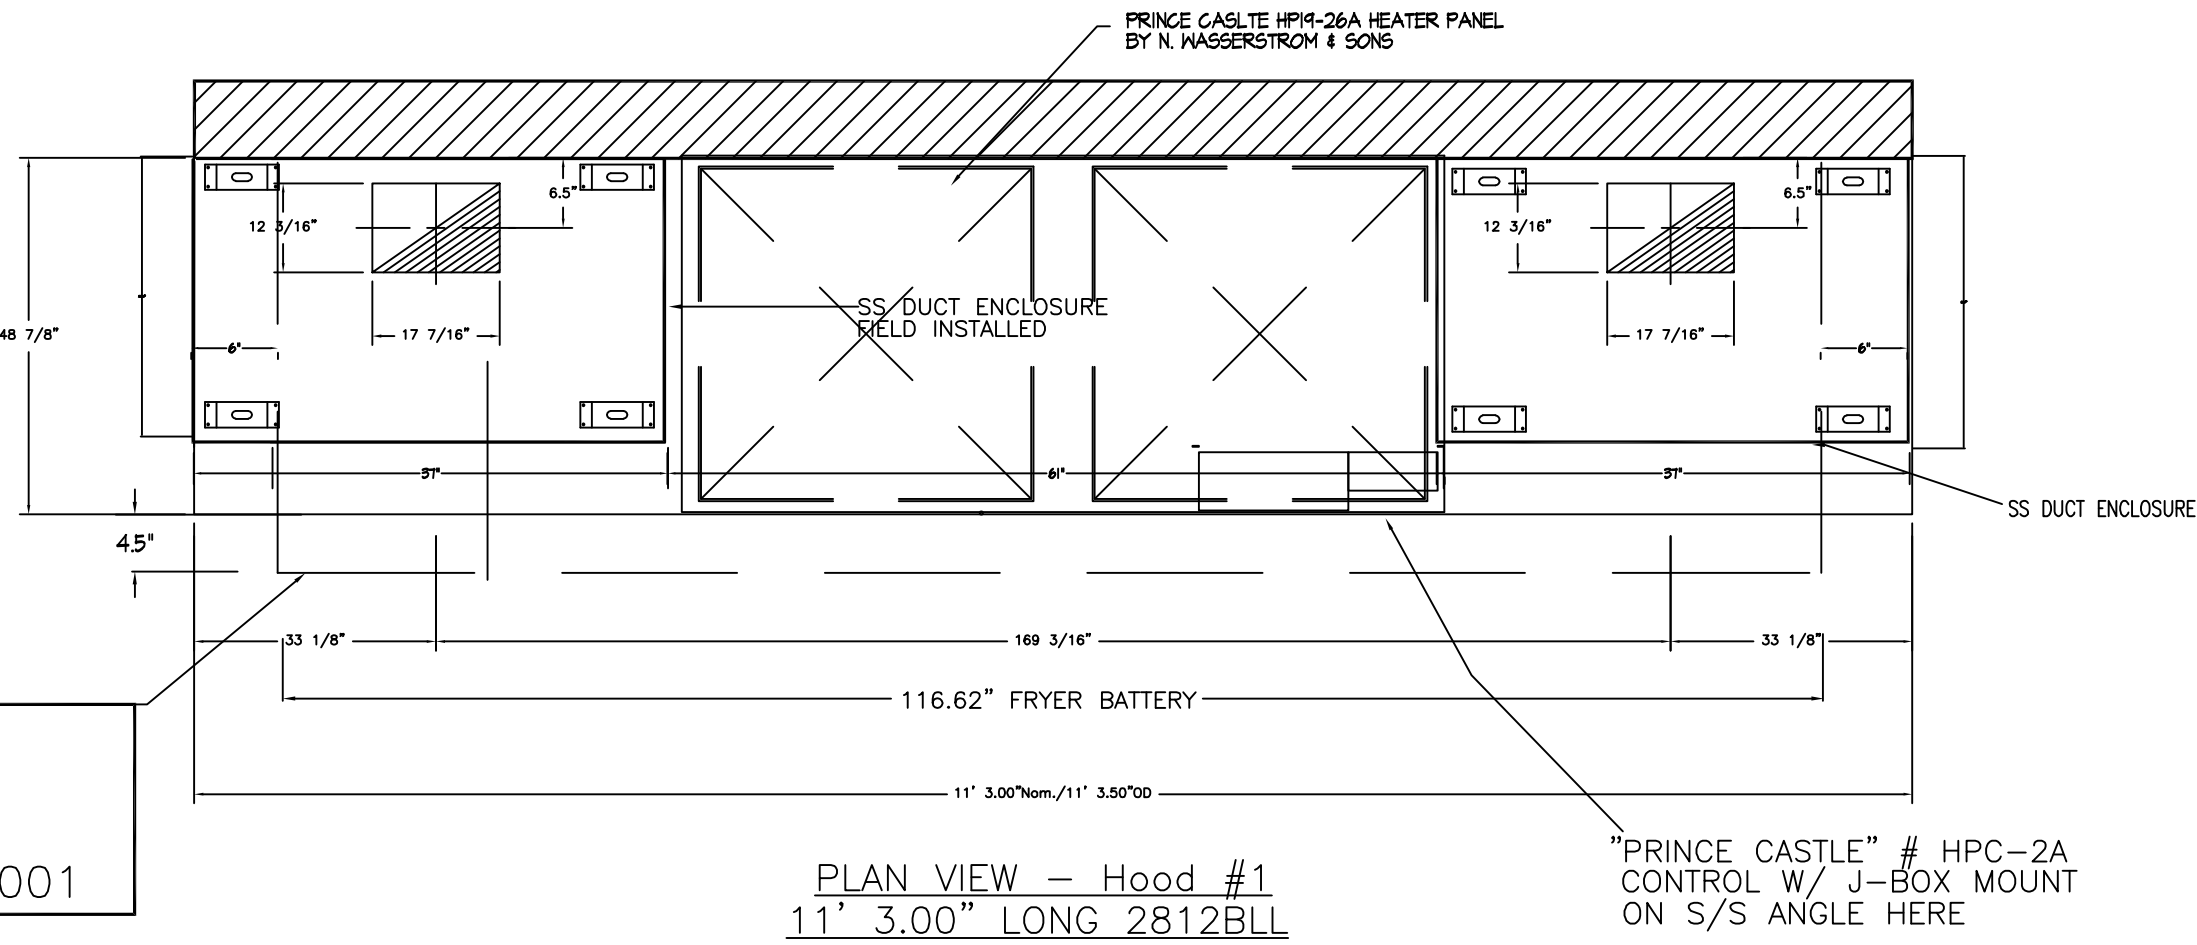 PRINCE CASLTE HP19-26A HEATER PANEL
BY N. WASSERSTROM & SONS
6.5"
6.5"
12 3/16"
12 3/16"
SS DUCT ENCLOSURE
FIELD INSTALLED
48 7/8"
17 7/16"
17 7/16"
6"
6"
37"
61"
37"
SS DUCT ENCLOSURE
4.5"
33 1/8"
169 3/16"
33 1/8"
116.62" FRYER BATTERY
11' 3.00"Nom./11' 3.50"OD
"PRINCE CASTLE" # HPC-2A
CONTROL W/ J-BOX MOUNT
ON S/S ANGLE HERE
001
PLAN VIEW - Hood #1
11' 3.00" LONG 2812BLL